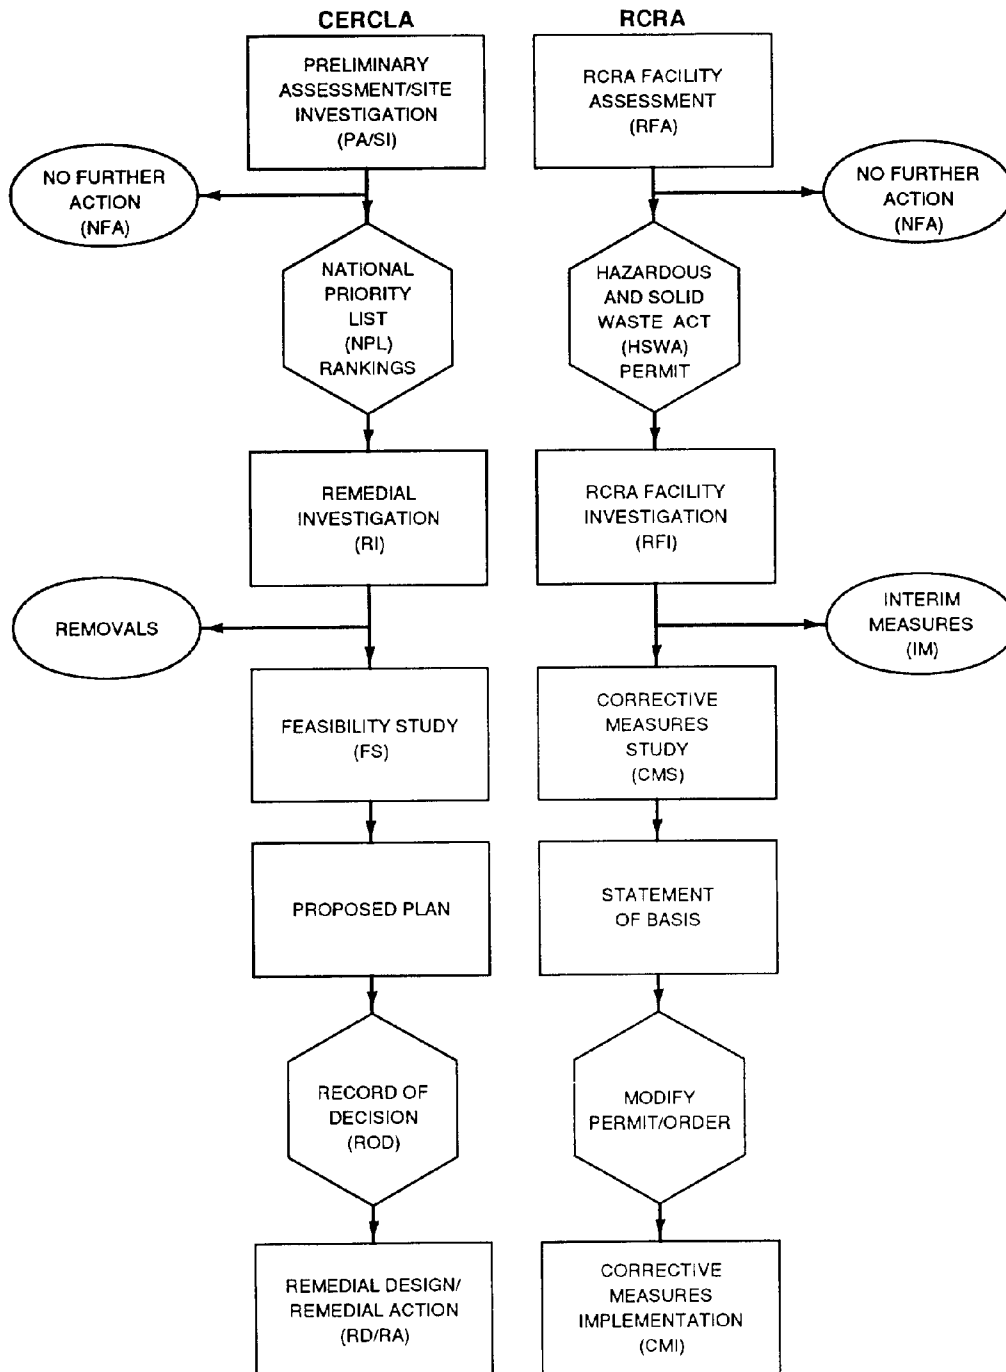 CERCLA
PRELIMINARY
ASSESSMENT/SITE
INVESTIGATION
(PA/SI)
NO FURTHER
ACTION
(NFA)
NATIONAL
PRIORITY
LIST
(NPL)
RANKINGS
REMEDIAL
INVESTIGATION
(RI)
REMOVALS
FEASIBILITY STUDY
(FS)
PROPOSED PLAN
RECORD OF
DECISION
(ROD)
REMEDIAL DESIGN/
REMEDIAL ACTION
(RD/RA)
RCRA
RCRA FACILITY
ASSESSMENT
(RFA)
NO FURTHER
ACTION
(NFA)
HAZARDOUS
AND SOLID
WASTE ACT
(HSWA)
PERMIT
RCRA FACILITY
INVESTIGATION
(RFI)
INTERIM
MEASURES
(IM)
CORRECTIVE
MEASURES
STUDY
(CMS)
STATEMENT
OF BASIS
MODIFY
PERMIT/ORDER
CORRECTIVE
MEASURES
IMPLEMENTATION
(CMI)